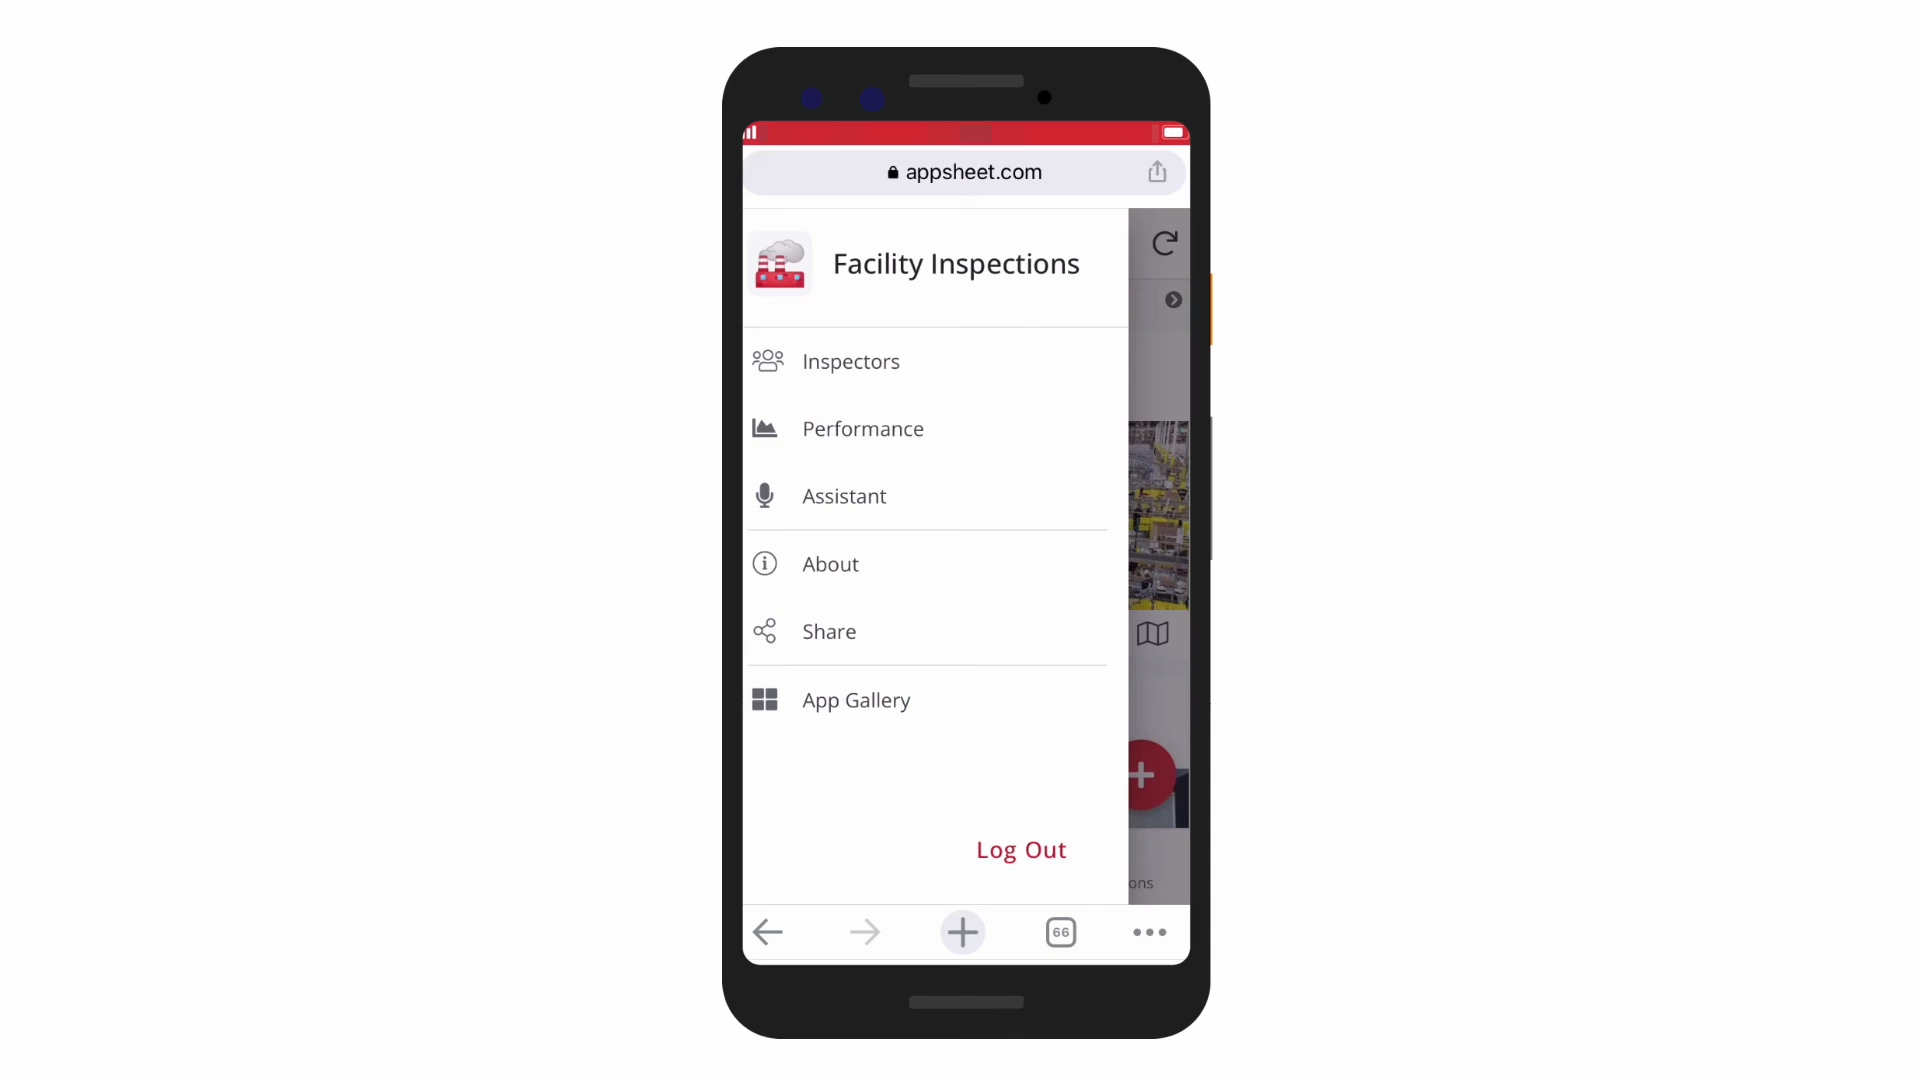 appsheet.com
Facility Inspections
Inspectors
Performance
Assistant
About
Share
App Gallery
Log Out
ons
66